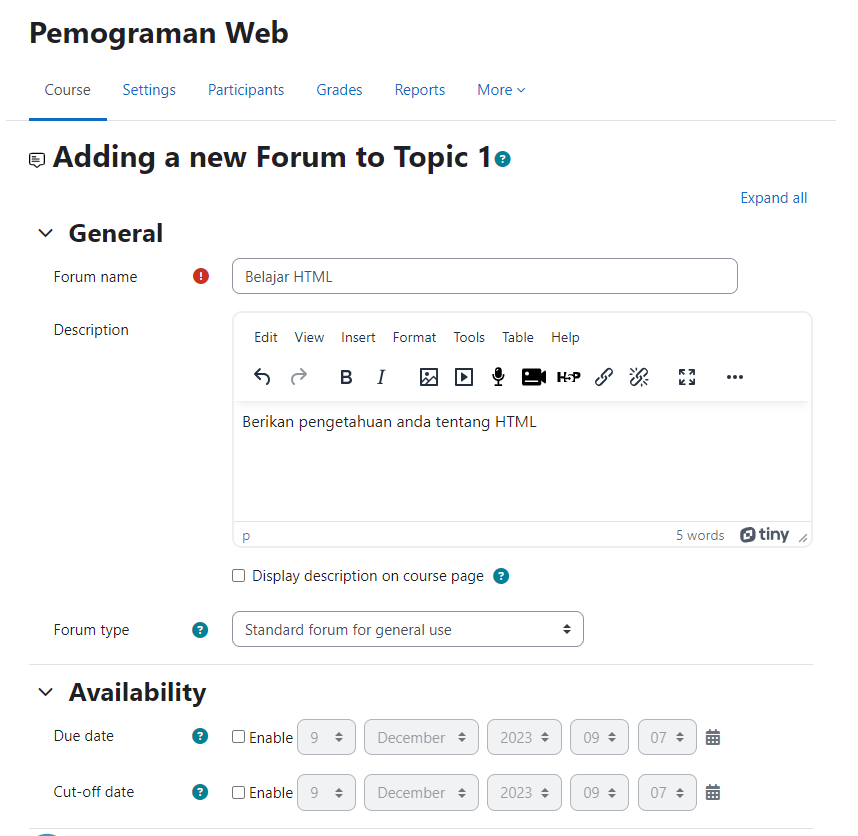 Pemograman Web
Course Settings Participants Grades Reports More
Adding a new Forum to Topic 1 ?
Expand all
General
Forum name ! Belajar HTML
Description
Edit View Insert Format Tools Table Help
B I H-P
Berikan pengetahuan anda tentang HTML
p 5 words tiny
Display description on course page ?
Forum type ? Standard forum for general use
Availability
Due date ? Enable 9 December 2023 09 07
Cut-off date ? Enable 9 December 2023 09 07